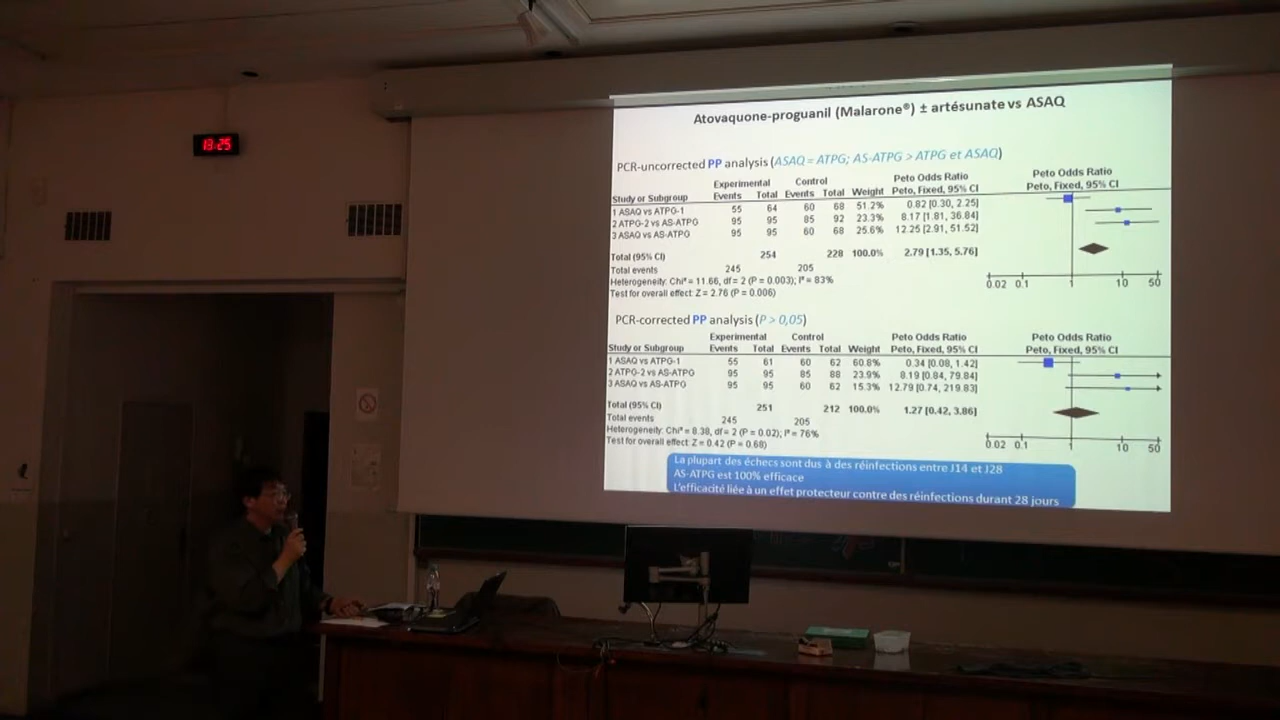 Atovaquone-proguanil (Malarone®) ± artésunate vs ASAQ
PCR-uncorrected PP analysis (ASAQ = ATPG; AS-ATPG > ATPG et ASAQ)
Experimental Control Peto Odds Ratio Peto Odds Ratio
Study or Subgroup Events Total Events Total Weight Peto, Fixed, 95% CI Peto, Fixed, 95% CI
1 ASAQ vs ATPG-1 55 64 60 68 51.2% 0.82 [0.30, 2.25]
2 ATPG-2 vs AS-ATPG 95 95 85 92 23.3% 8.17 [1.81, 36.84]
3 ASAQ vs AS-ATPG 95 95 60 68 25.6% 12.25 [2.91, 51.52]
Total (95% CI) 254 228 100.0% 2.79 [1.35, 5.76]
Total events 245 205
Heterogeneity: Chi² = 11.66, df = 2 (P = 0.003); I² = 83%
Test for overall effect: Z = 2.76 (P = 0.006)
0.02 0.1 1 10 50
PCR-corrected PP analysis (P > 0,05)
Experimental Control Peto Odds Ratio Peto Odds Ratio
Study or Subgroup Events Total Events Total Weight Peto, Fixed, 95% CI Peto, Fixed, 95% CI
1 ASAQ vs ATPG-1 55 61 60 62 60.8% 0.34 [0.08, 1.42]
2 ATPG-2 vs AS-ATPG 95 95 85 88 23.9% 8.19 [0.84, 79.84]
3 ASAQ vs AS-ATPG 95 95 60 62 15.3% 12.79 [0.74, 219.83]
Total (95% CI) 251 212 100.0% 1.27 [0.42, 3.86]
Total events 245 205
Heterogeneity: Chi² = 8.38, df = 2 (P = 0.02); I² = 76%
Test for overall effect: Z = 0.42 (P = 0.68)
0.02 0.1 1 10 50
La plupart des échecs sont dus à des réinfections entre J14 et J28
AS-ATPG est 100% efficace
L'efficacité liée à un effet protecteur contre des réinfections durant 28 jours